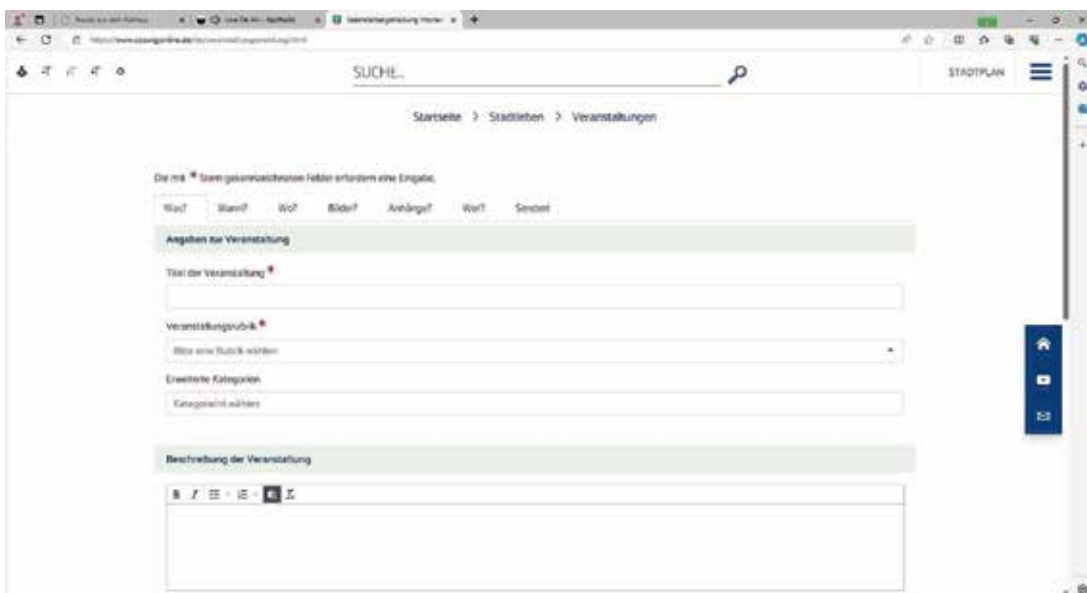 SUCHE..
STADTPLAN
Startseite > Stadtleben > Veranstaltungen
Die mit * Stern gekennzeichneten Felder erfordern eine Eingabe.
Was? Wann? Wo? Bilder? Anhänge? Wer? Senden!
Angaben zur Veranstaltung
Titel der Veranstaltung *
Veranstaltungsrubrik *
Bitte eine Rubrik wählen
Erweiterte Kategorien
Kategorie(n) wählen
Beschreibung der Veranstaltung
B I